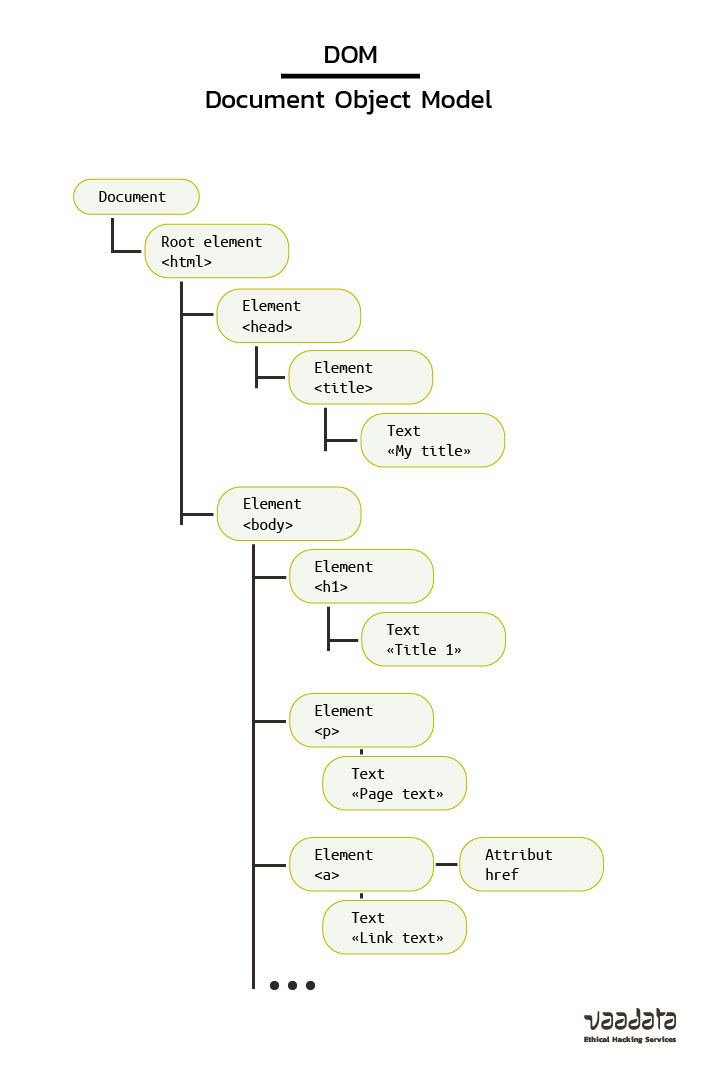 DOM
Document Object Model
Document
Root element
<html>
Element
<head>
Element
<title>
Text
«My title»
Element
<body>
Element
<h1>
Text
«Title 1»
Element
<p>
Text
«Page text»
Element
<a>
Attribut
href
Text
«Link text»
vaadata
Ethical Hacking Services